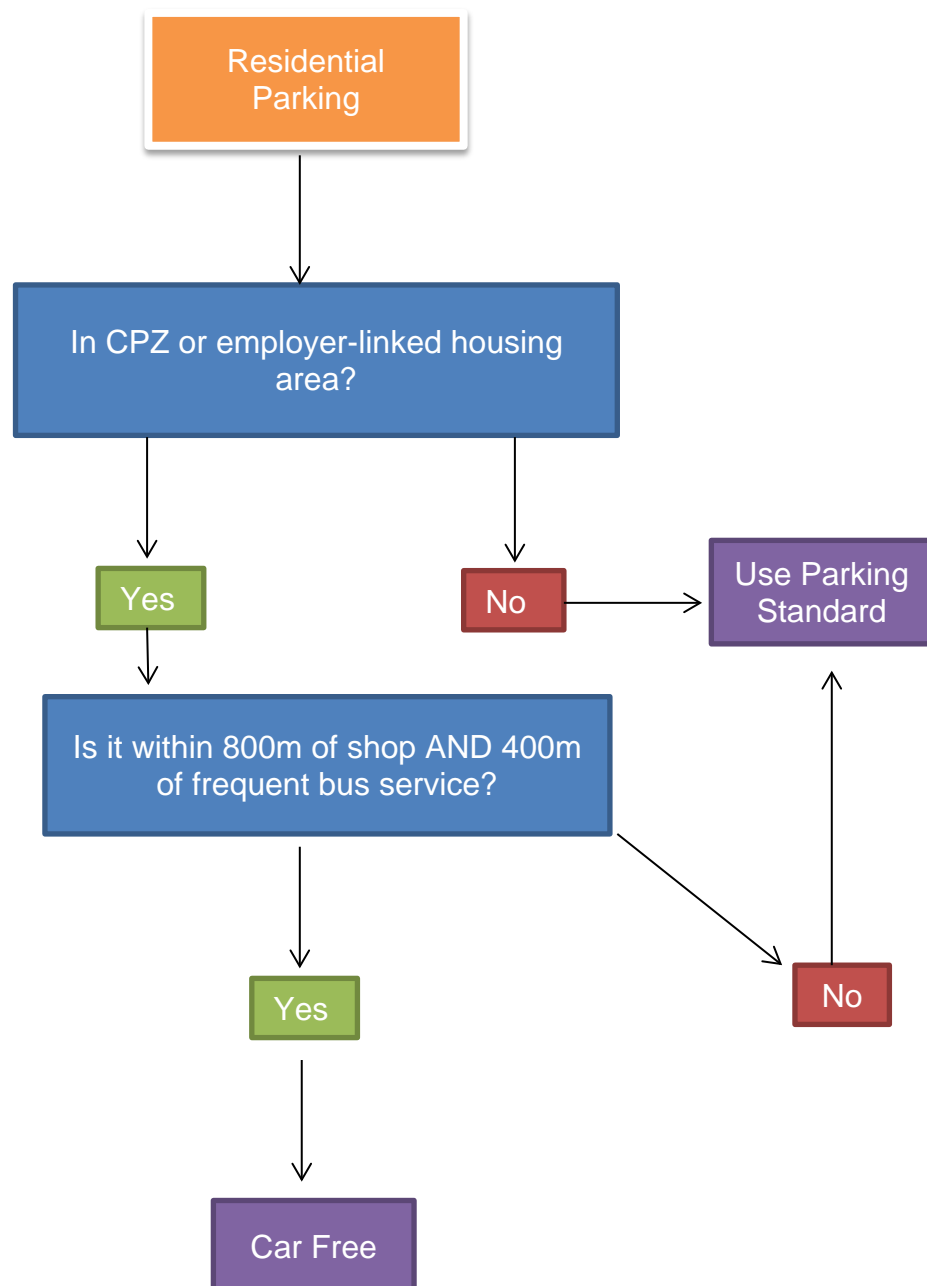 Residential
Parking
In CPZ or employer-linked housing
area?
Yes
No
Use Parking
Standard
Is it within 800m of shop AND 400m
of frequent bus service?
Yes
No
Car Free